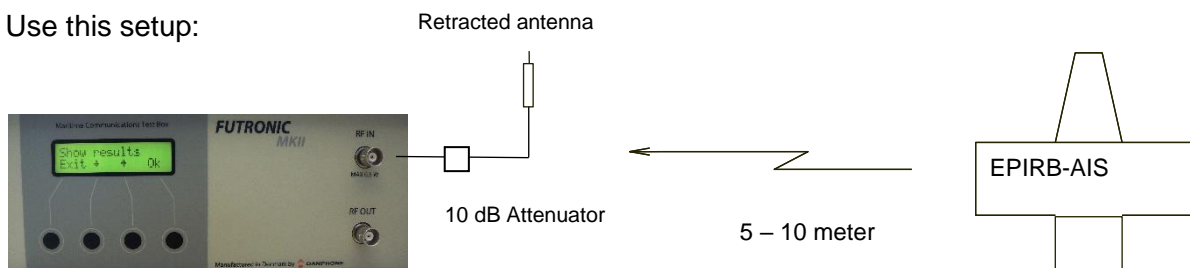 Use this setup:
Retracted antenna
Maritime Communications Test Box
FUTRONIC
MKII
RF IN
Show results
Exit
Ok
10 dB Attenuator
RF OUT
EPIRB-AIS
5 – 10 meter
Manufactured in Denmark by DANPHONE